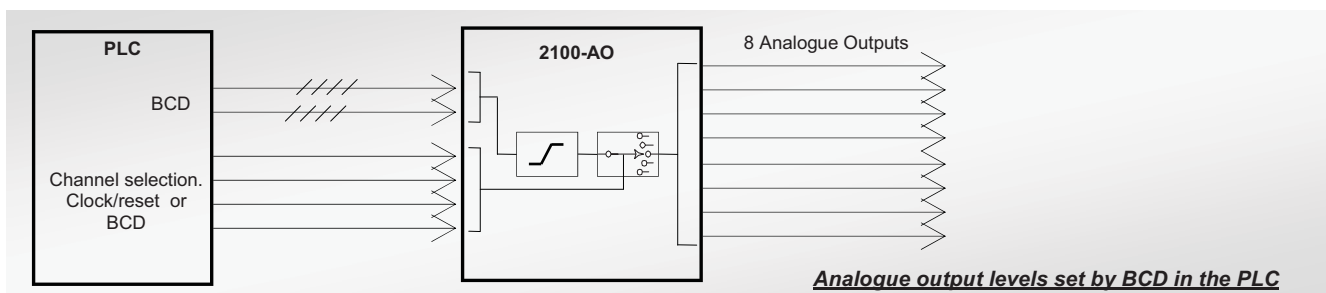 PLC
BCD
Channel selection.
Clock/reset or
BCD
2100-AO
8 Analogue Outputs
Analogue output levels set by BCD in the PLC